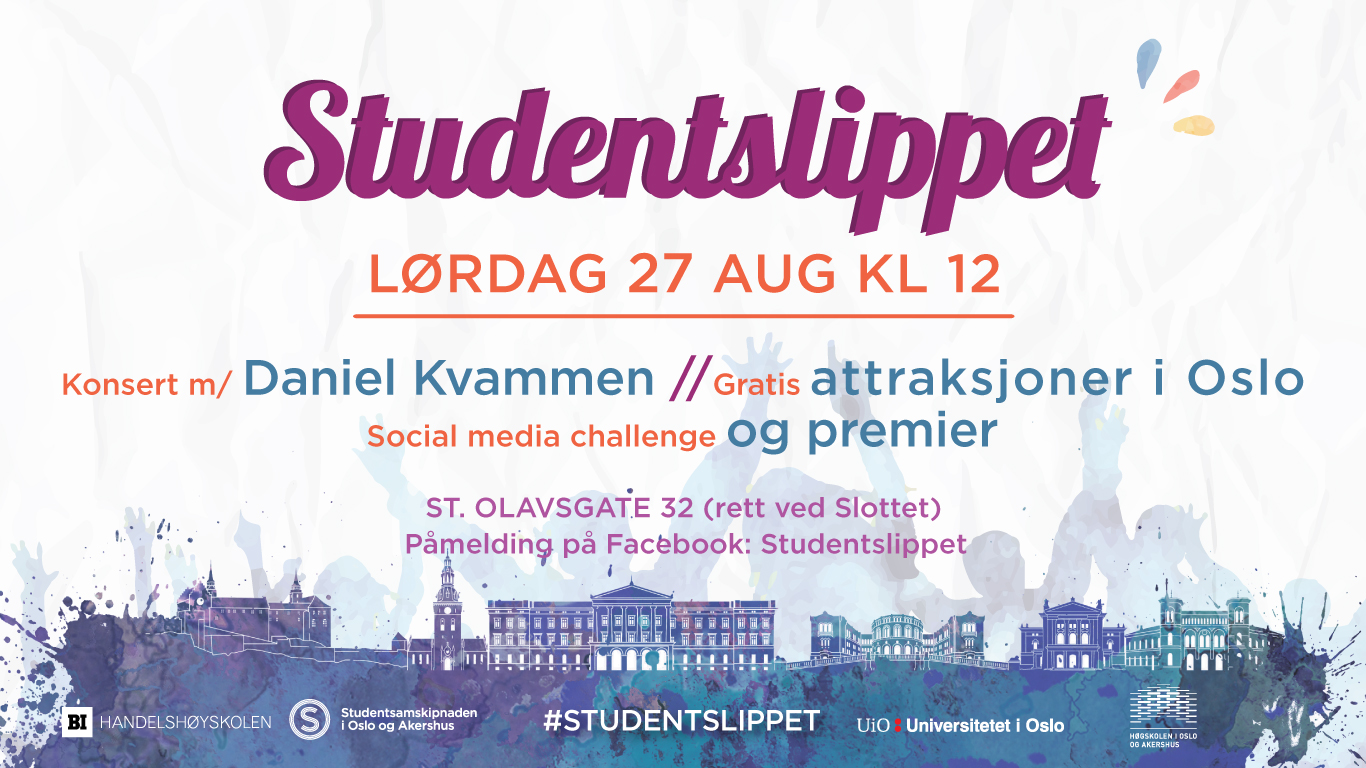 Studentslippet
LØRDAG 27 AUG KL 12
Konsert m/ Daniel Kvammen // Gratis attraksjoner i Oslo
Social media challenge og premier
ST. OLAVSGATE 32 (rett ved Slottet)
Påmelding på Facebook: Studentslippet
BI HANDELSHØYSKOLEN
S Studentsamskipnaden
i Oslo og Akershus
#STUDENTSLIPPET
UiO : Universitetet i Oslo
HØGSKOLEN I OSLO
OG AKERSHUS